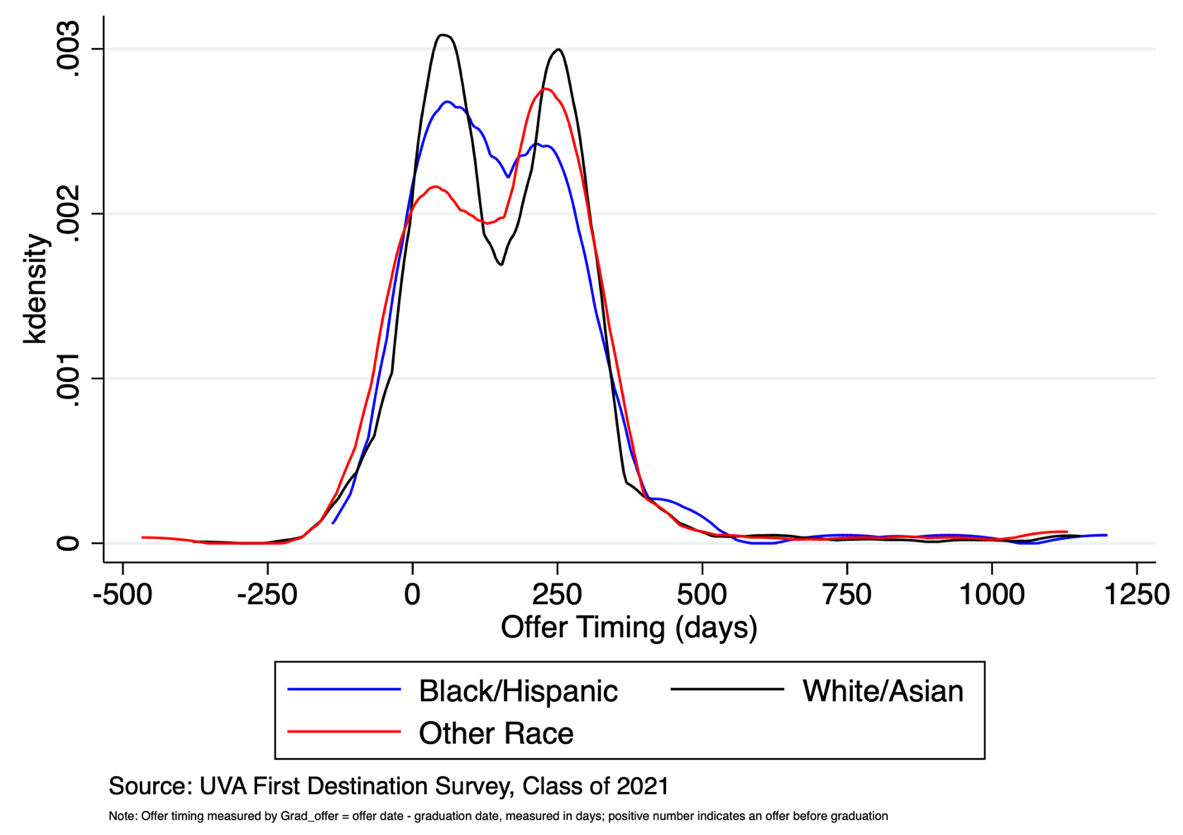 .003
.002
.001
0
kdensity
-500 -250 0 250 500 750 1000 1250
Offer Timing (days)
Black/Hispanic White/Asian
Other Race
Source: UVA First Destination Survey, Class of 2021
Note: Offer timing measured by Grad_offer = offer date - graduation date, measured in days; positive number indicates an offer before graduation